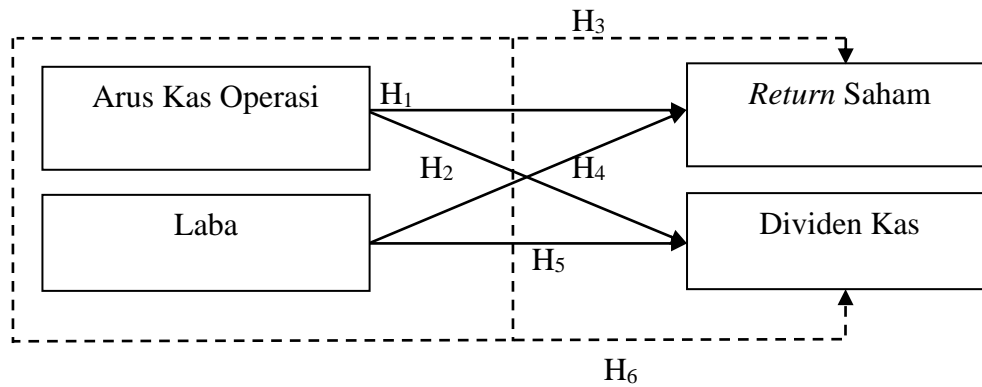 H3
Arus Kas Operasi
H1
Return Saham
H2
H4
Laba
Dividen Kas
H5
H6